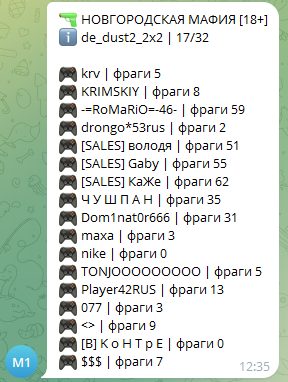 НОВГОРОДСКАЯ МАФИЯ [18+]
de_dust2_2x2 | 17/32
krv | фраги 5
KRIMSKIY | фраги 8
-=RoMaRiO=-46- | фраги 59
drongo*53rus | фраги 2
[SALES] володя | фраги 51
[SALES] Gaby | фраги 55
[SALES] КаЖе | фраги 62
Ч У Ш П А Н | фраги 35
Dom1nat0r666 | фраги 31
maxa | фраги 3
nike | фраги 0
TONJOOOOOOOOO | фраги 5
Player42RUS | фраги 13
077 | фраги 3
<> | фраги 9
[B] K o H T p E | фраги 0
$$$ | фраги 7
12:35
M1